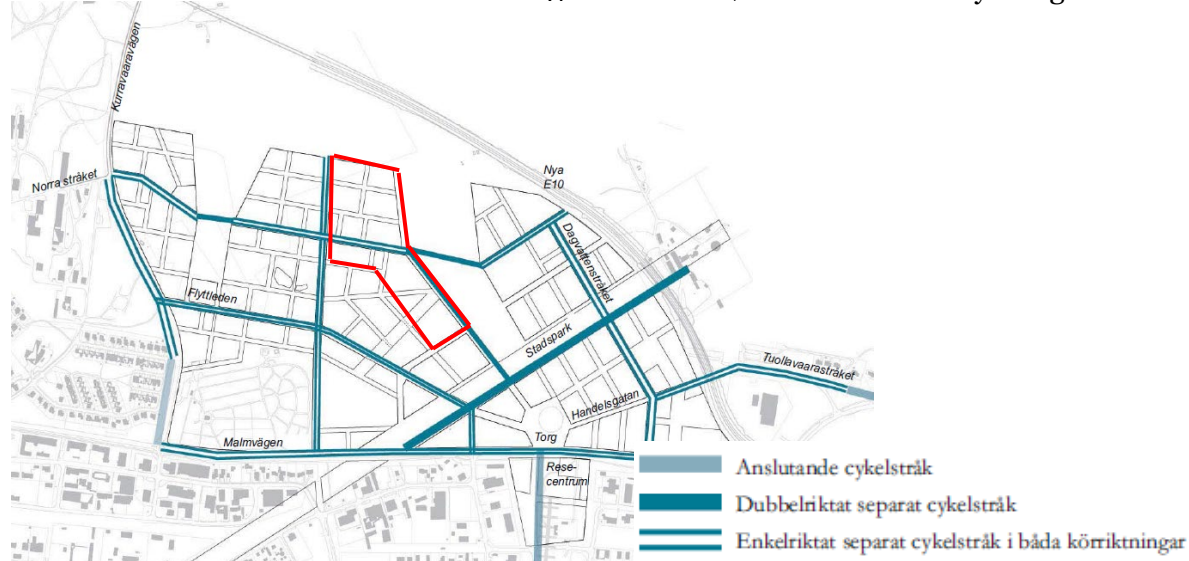 Kurravaaravägen
Norra stråket
Nya
E10
Dagvattenstråket
Flyttleden
Stadspark
Tuollavaarastråket
Handelsgatan
Malmvägen
Torg
Rese-
centrum
Anslutande cykelstråk
Dubbelriktat separat cykelstråk
Enkelriktat separat cykelstråk i båda körriktningar